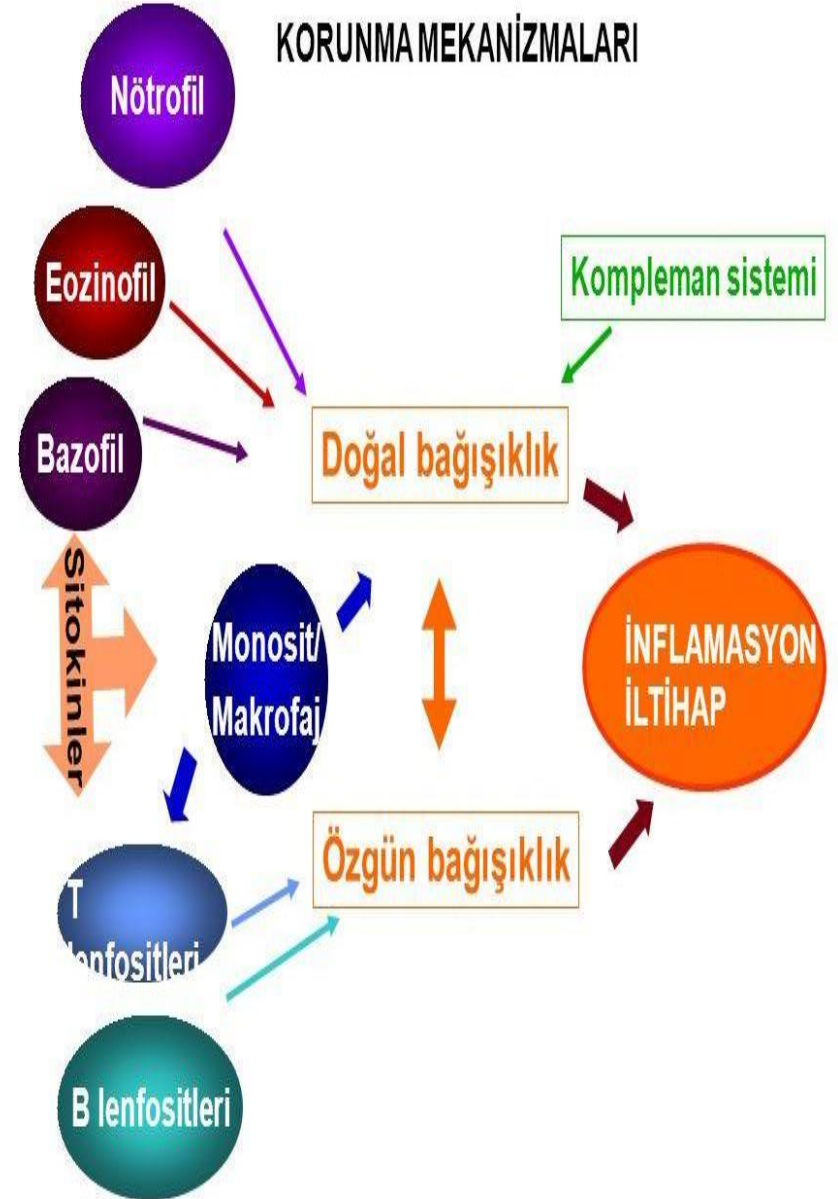 KORUNMA MEKANİZMALARI
Nötrofil
Eozinofil
Kompleman sistemi
Bazofil
Doğal bağışıklık
Sitokinler
Monosit/
Makrofaj
İNFLAMASYON
İLTİHAP
Özgün bağışıklık
T
lenfositleri
B lenfositleri